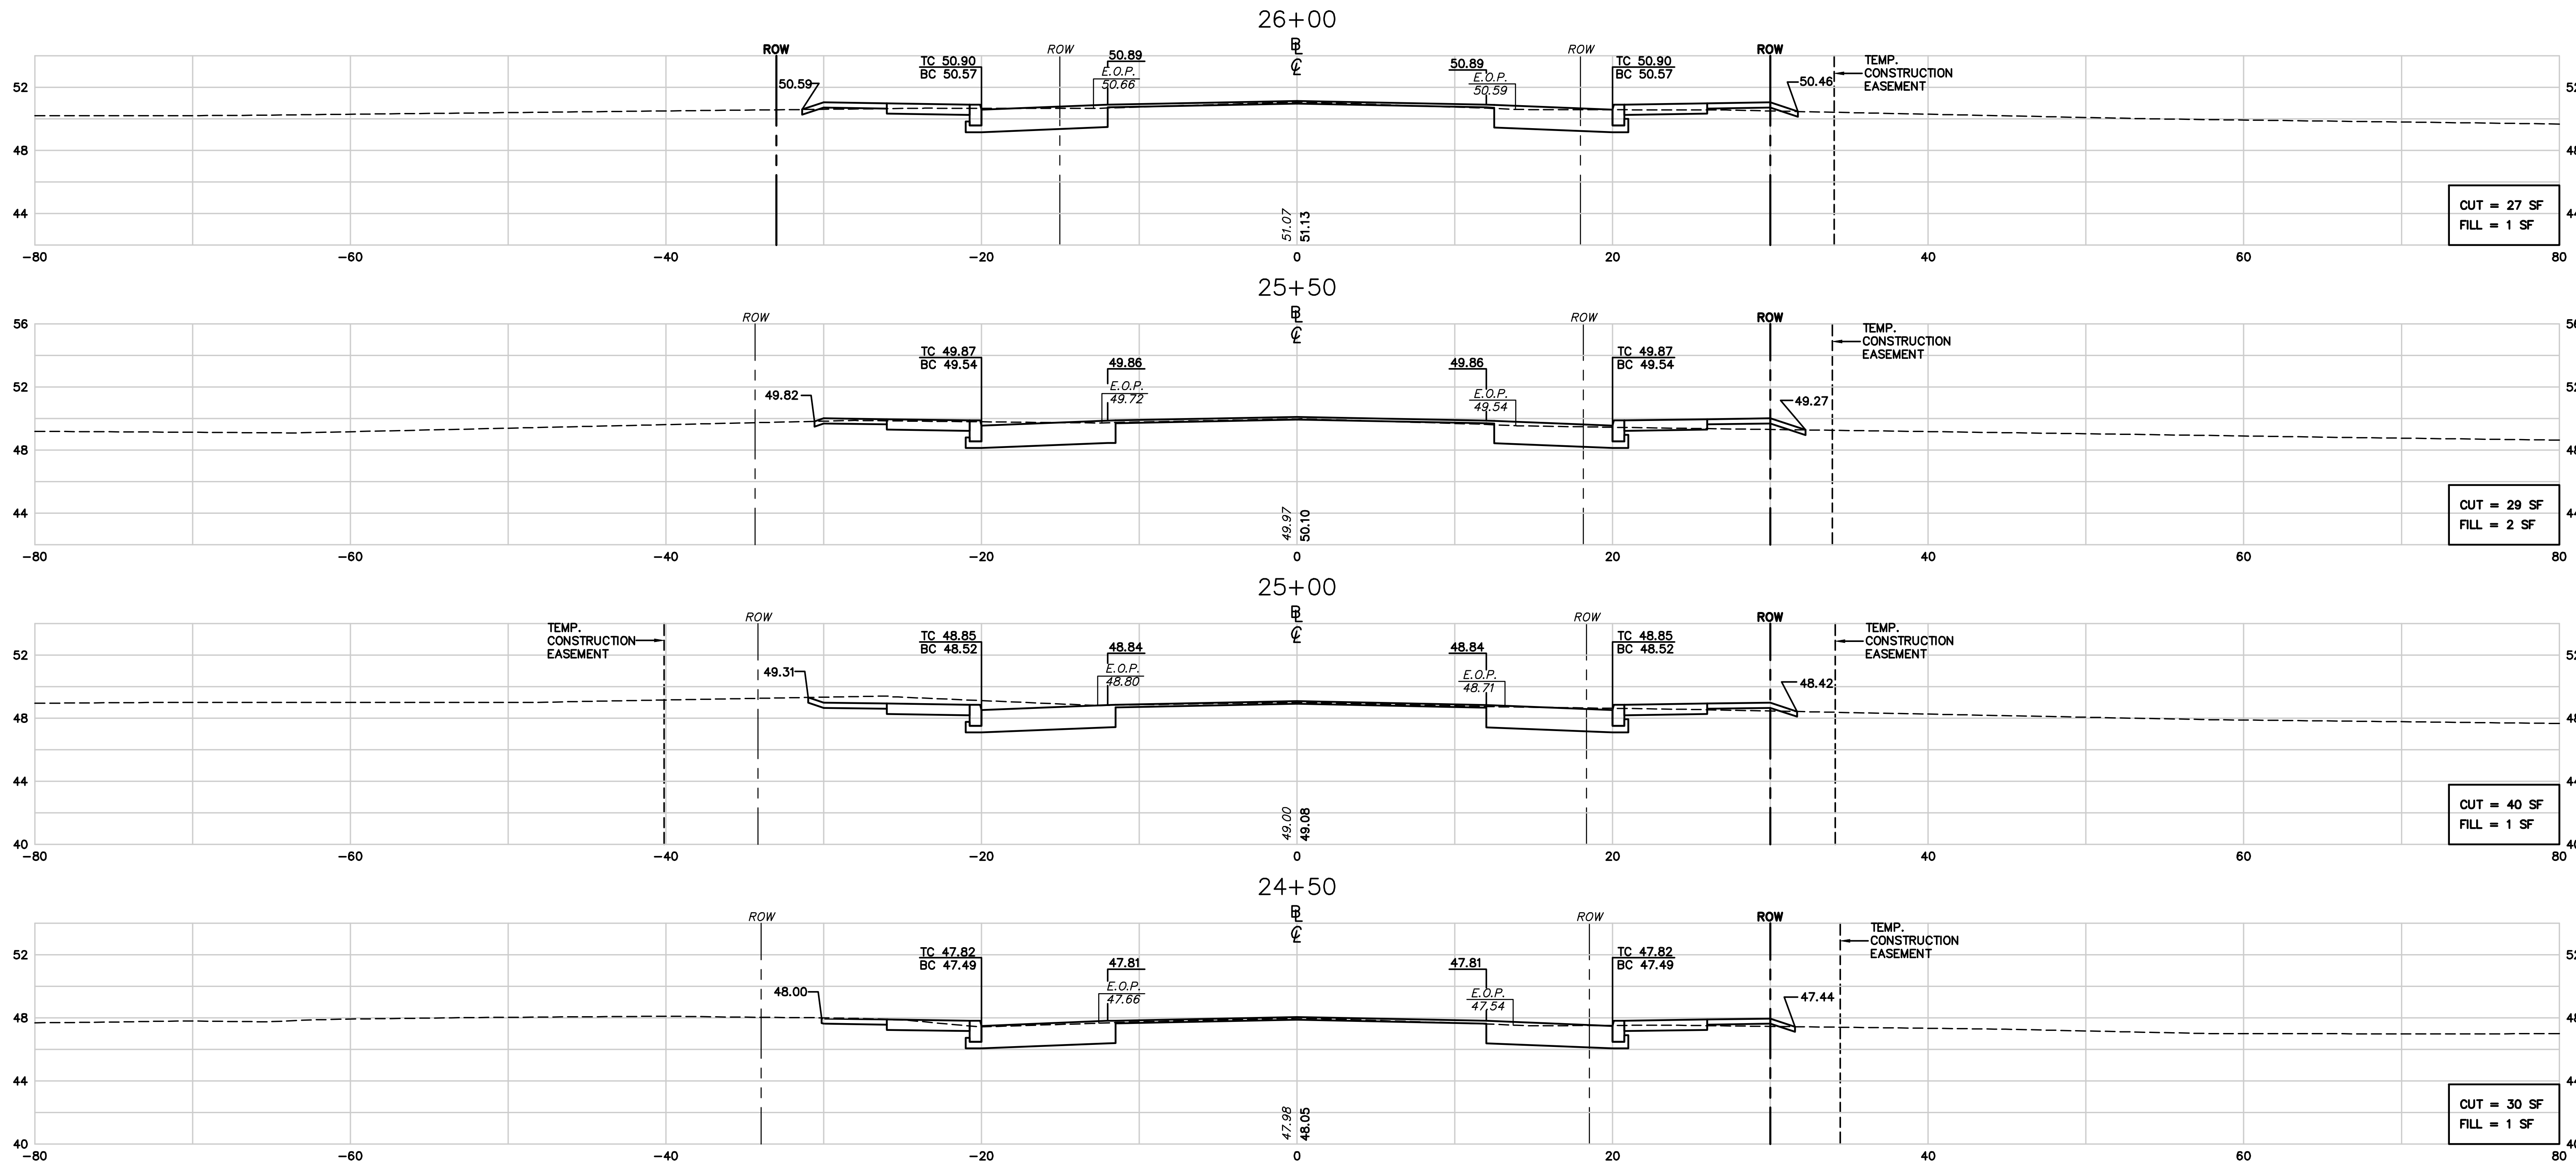 26+00
BL
CL
ROW
ROW
ROW
ROW
TC 50.90
BC 50.57
50.89
E.O.P.
50.66
50.89
E.O.P.
50.59
TC 50.90
BC 50.57
TEMP.
CONSTRUCTION
EASEMENT
50.59
50.46
52
48
44
51.07
51.13
CUT = 27 SF
FILL = 1 SF
-80
-60
-40
-20
0
20
40
60
80
25+50
BL
CL
ROW
ROW
ROW
56
TC 49.87
BC 49.54
49.86
E.O.P.
49.72
49.86
E.O.P.
49.54
TC 49.87
BC 49.54
TEMP.
CONSTRUCTION
EASEMENT
49.82
49.27
52
48
44
49.97
50.10
CUT = 29 SF
FILL = 2 SF
-80
-60
-40
-20
0
20
40
60
80
25+00
BL
CL
TEMP.
CONSTRUCTION
EASEMENT
ROW
ROW
ROW
TC 48.85
BC 48.52
48.84
E.O.P.
48.80
48.84
E.O.P.
48.71
TC 48.85
BC 48.52
TEMP.
CONSTRUCTION
EASEMENT
49.31
48.42
52
48
44
40
49.00
49.08
CUT = 40 SF
FILL = 1 SF
-80
-60
-40
-20
0
20
40
60
80
24+50
BL
CL
ROW
ROW
ROW
TC 47.82
BC 47.49
47.81
E.O.P.
47.66
47.81
E.O.P.
47.54
TC 47.82
BC 47.49
TEMP.
CONSTRUCTION
EASEMENT
48.00
47.44
52
48
44
40
47.98
48.05
CUT = 30 SF
FILL = 1 SF
-80
-60
-40
-20
0
20
40
60
80